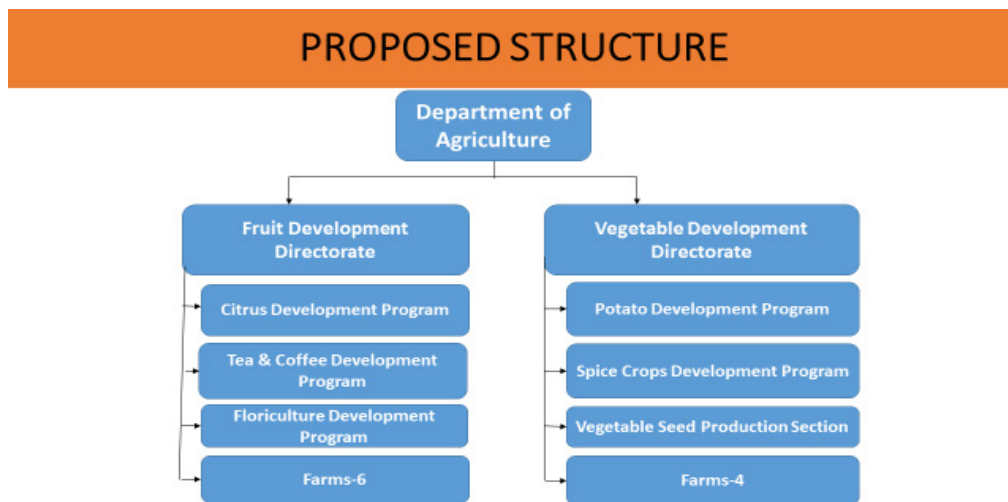 PROPOSED STRUCTURE
Department of
Agriculture
Fruit Development
Directorate
Citrus Development Program
Tea & Coffee Development
Program
Floriculture Development
Program
Farms-6
Vegetable Development
Directorate
Potato Development Program
Spice Crops Development Program
Vegetable Seed Production Section
Farms-4